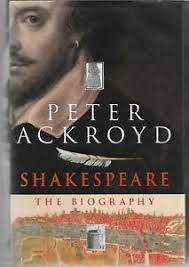 PETER
ACKROYD
SHAKESPEARE
THE BIOGRAPHY